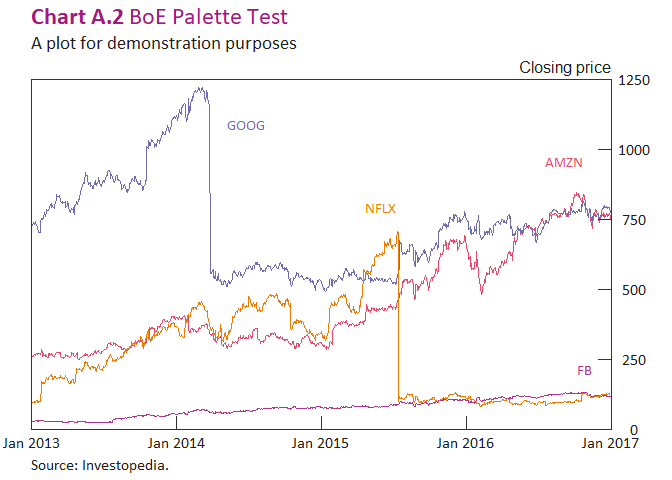 Chart A.2 BoE Palette Test
A plot for demonstration purposes
Closing price
1250
GOOG
1000
AMZN
NFLX
750
500
FB
250
0
Jan 2013 Jan 2014 Jan 2015 Jan 2016 Jan 2017
Source: Investopedia.